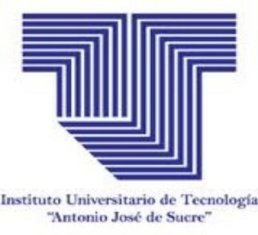 Instituto Universitario de Tecnología
"Antonio José de Sucre"